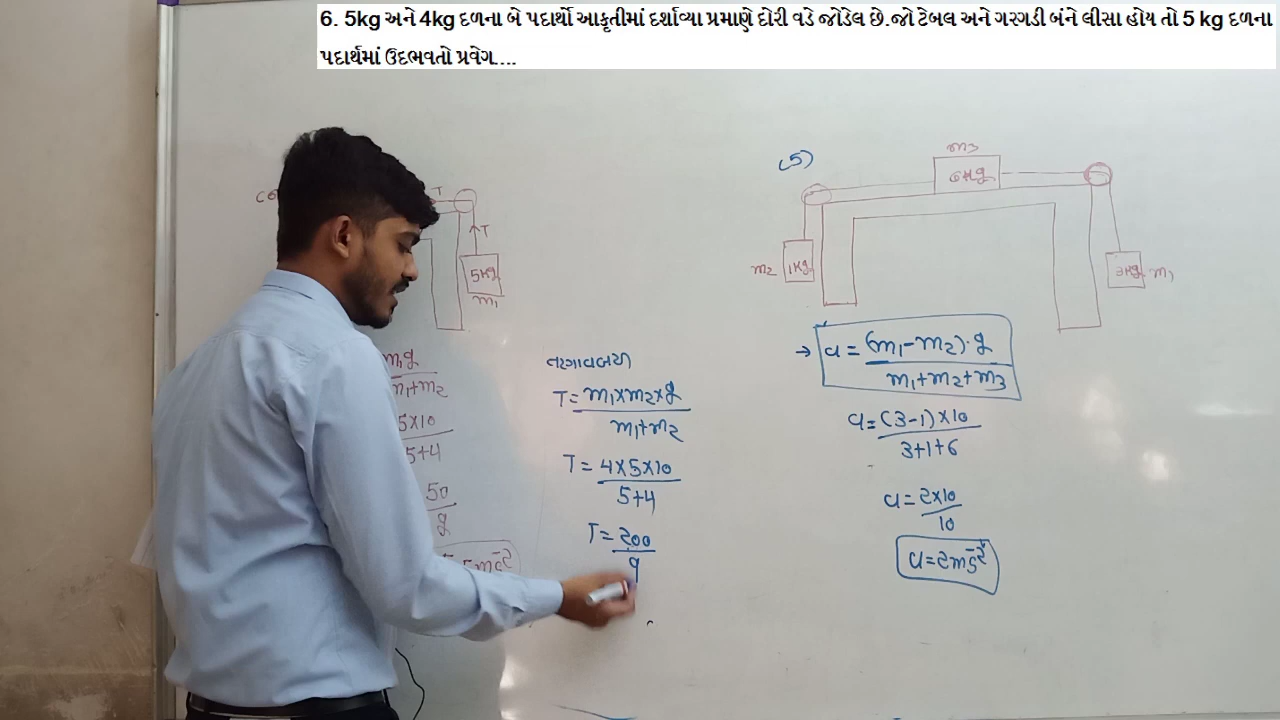 6. 5kg અને 4kg દળના બે પદાર્થો આકૃતીમાં દર્શાવ્યા પ્રમાણે દોરી વડે જોડેલ છે.જો ટેબલ અને ગરગડી બંને લીસા હોય તો 5 kg દળના
પદાર્થમાં ઉદભવતો પ્રવેગ....
T
T
5kg
m₁
m₁g
m₁+m₂
5×10
5+4
50
9
તણાવબળ
T = m₁×m₂×g
m₁+m₂
T = 4×5×10
5+4
T = 200
9
(5)
m₃
6kg
m₂ 1kg
3kg m₁
→ a = (m₁-m₂)·g
m₁+m₂+m₃
a = (3-1)×10
3+1+6
a = 2×10
10
a = 2ms⁻²